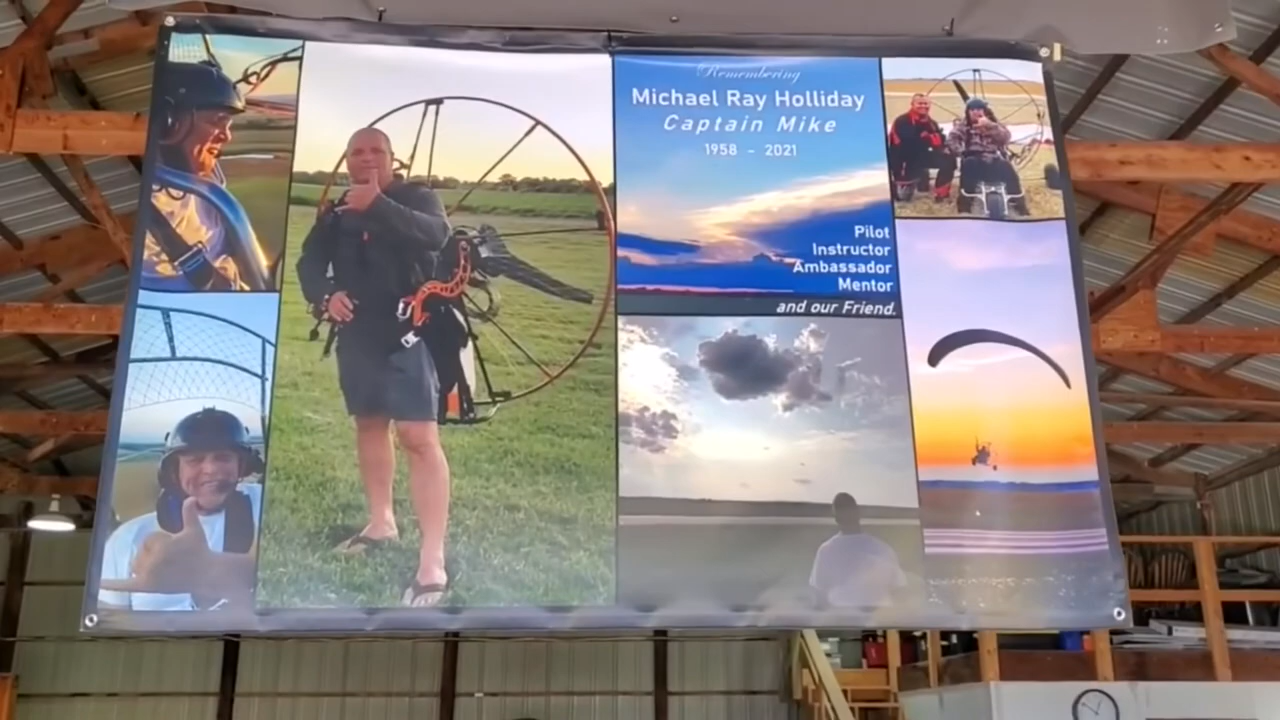 Remembering
Michael Ray Holliday
Captain Mike
1958 - 2021
Pilot
Instructor
Ambassador
Mentor
and our Friend.